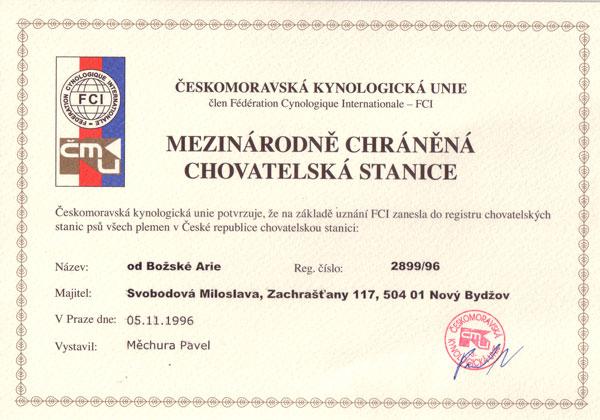 FEDERATION CYNOLOGIQUE INTERNATIONALE
FCI
ČMKU
ČESKOMORAVSKÁ KYNOLOGICKÁ UNIE
člen Fédération Cynologique Internationale – FCI
MEZINÁRODNĚ CHRÁNĚNÁ
CHOVATELSKÁ STANICE
Českomoravská kynologická unie potvrzuje, že na základě uznání FCI zanesla do registru chovatelských
stanic psů všech plemen v České republice chovatelskou stanici:
Název: od Božské Arie Reg. číslo: 2899/96
Majitel: Svobodová Miloslava, Zachrašťany 117, 504 01 Nový Bydžov
V Praze dne: 05.11.1996
Vystavil: Měchura Pavel
ČESKOMORAVSKÁ